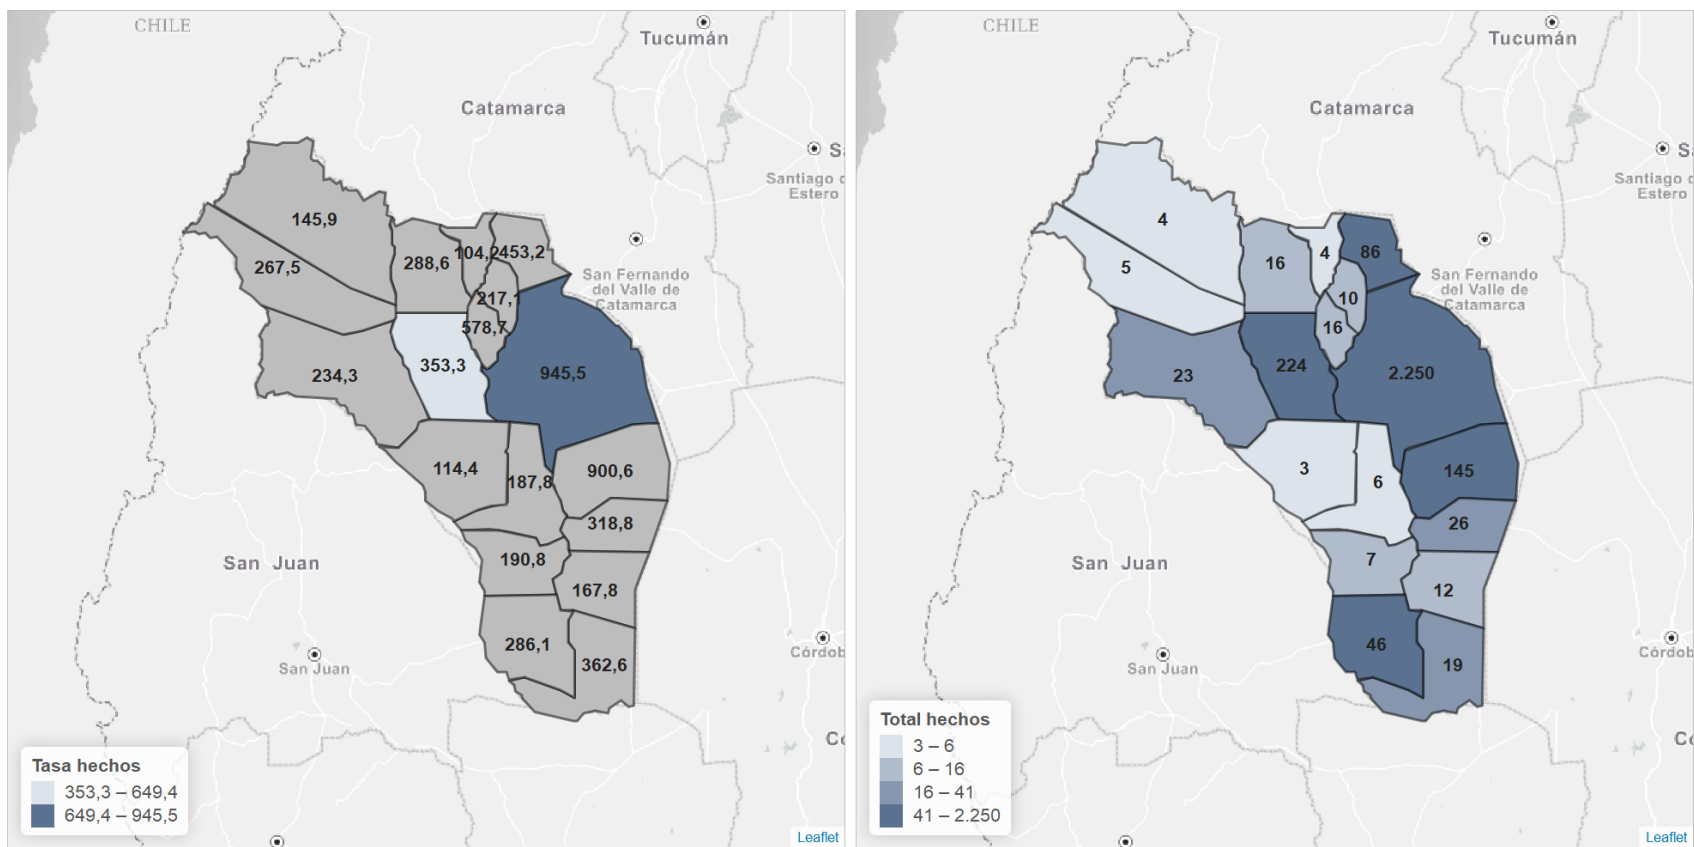 CHILE
Tucumán
Catamarca
S
Santiago d
Estero
145,9
267,5
288,6
104,2
2453,2
San Fernando
del Valle de
Catamarca
217,1
578,7
234,3
353,3
945,5
114,4
187,8
900,6
318,8
San Juan
190,8
167,8
286,1
362,6
San Juan
Córdob
Tasa hechos
353,3 – 649,4
649,4 – 945,5
Có
Leaflet
CHILE
Tucumán
Catamarca
S
Santiago d
Estero
4
5
16
4
86
San Fernando
del Valle de
Catamarca
10
16
23
224
2.250
3
6
145
26
San Juan
7
12
46
19
San Juan
Córdob
Total hechos
3 – 6
6 – 16
16 – 41
41 – 2.250
Có
Leaflet